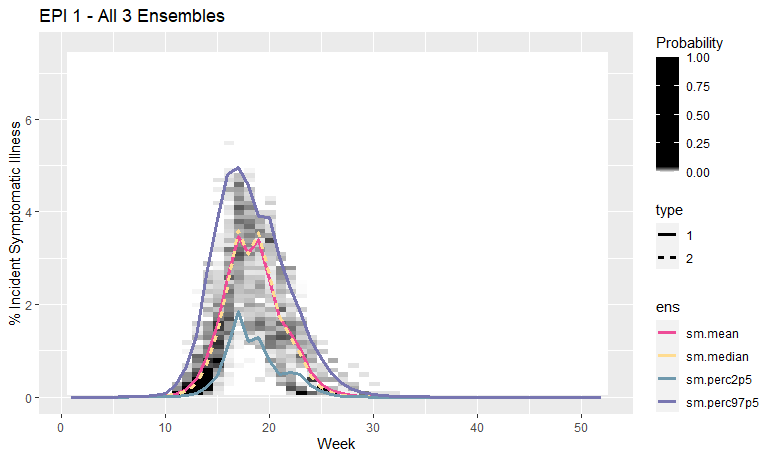 EPI 1 - All 3 Ensembles
% Incident Symptomatic Illness
6
4
2
0
0
10
20
30
40
50
Week
Probability
1.00
0.75
0.50
0.25
0.00
type
1
2
ens
sm.mean
sm.median
sm.perc2p5
sm.perc97p5